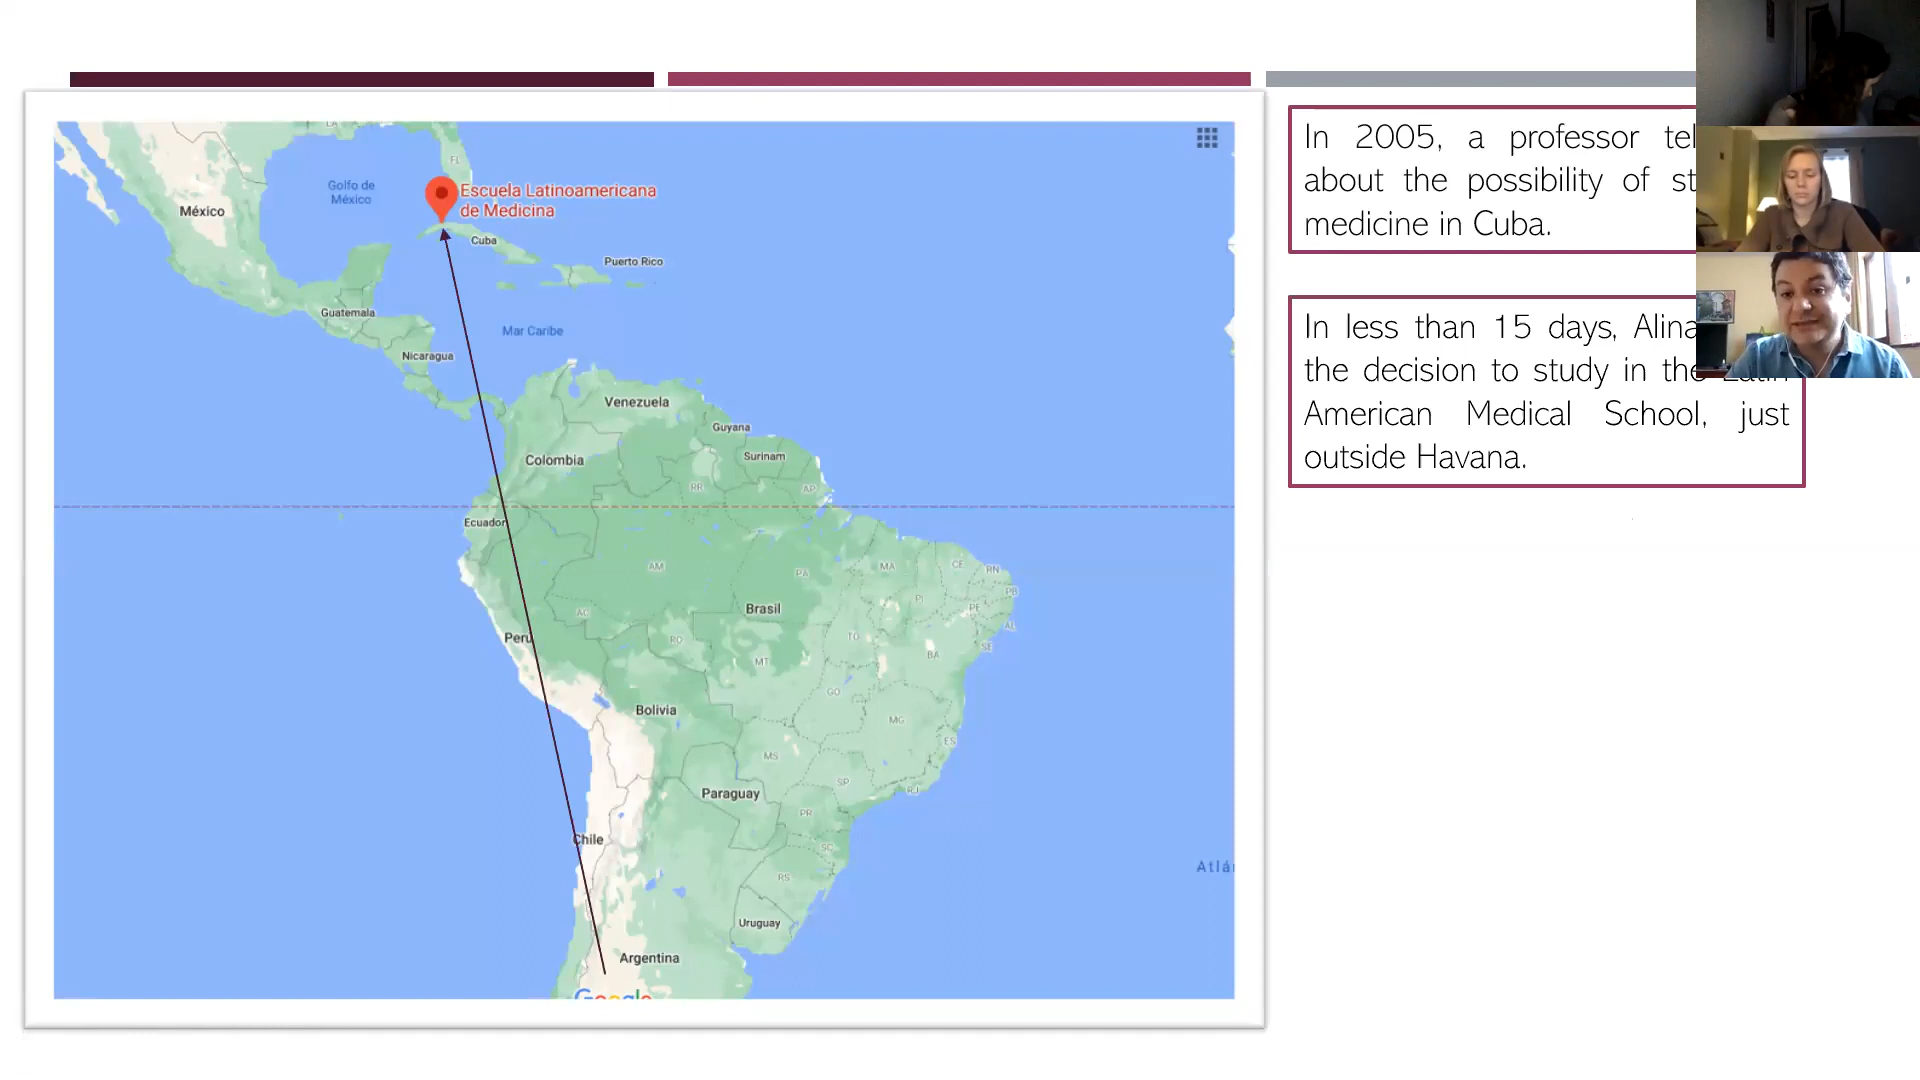 LA
FL
Golfo de
México
Escuela Latinoamericana
de Medicina
México
Cuba
Puerto Rico
Guatemala
Mar Caribe
Nicaragua
Venezuela
Guyana
Surinam
Colombia
RR
AP
Ecuador
AM
PA
MA
CE
RN
PB
PI
PE
AL
AC
Brasil
Perú
RO
TO
SE
BA
MT
GO
Bolivia
MG
ES
MS
SP
RJ
Paraguay
PR
Chile
SC
RS
Uruguay
Argentina
Google
In 2005, a professor
about the possibility of
medicine in Cuba.
In less than 15 days, Alina
the decision to study in the Latin
American Medical School, just
outside Havana.